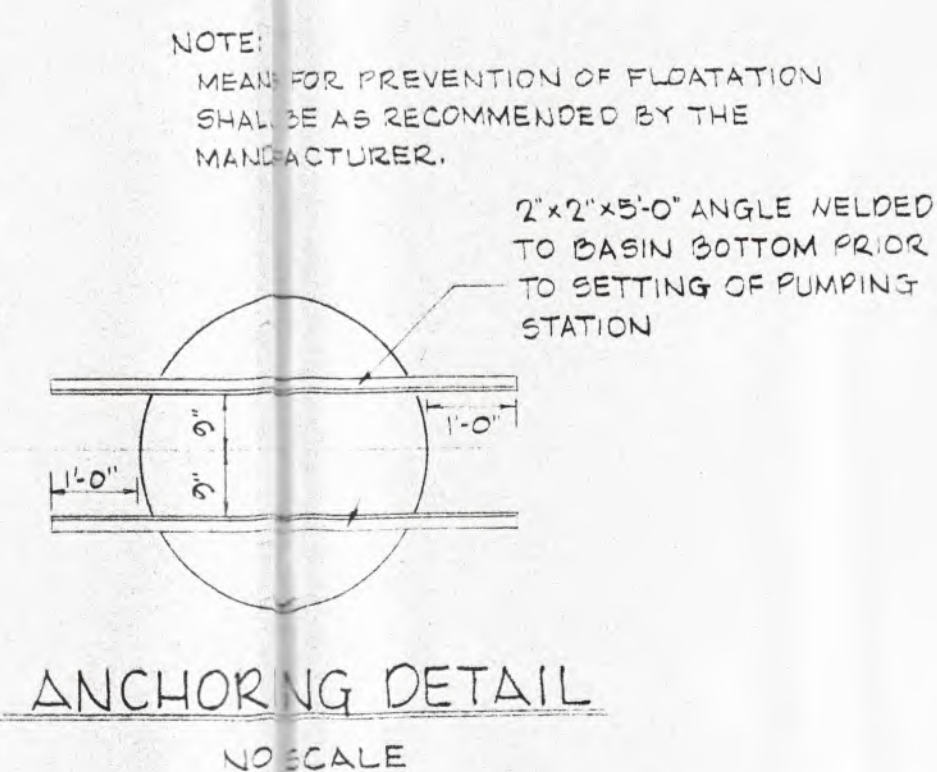 NOTE:
MEANS FOR PREVENTION OF FLOATATION
SHALL BE AS RECOMMENDED BY THE
MANUFACTURER.
2"x2"x5'-0" ANGLE WELDED
TO BASIN BOTTOM PRIOR
TO SETTING OF PUMPING
STATION
9"
1'-0"
1'-0"
9"
ANCHORING DETAIL
NO SCALE